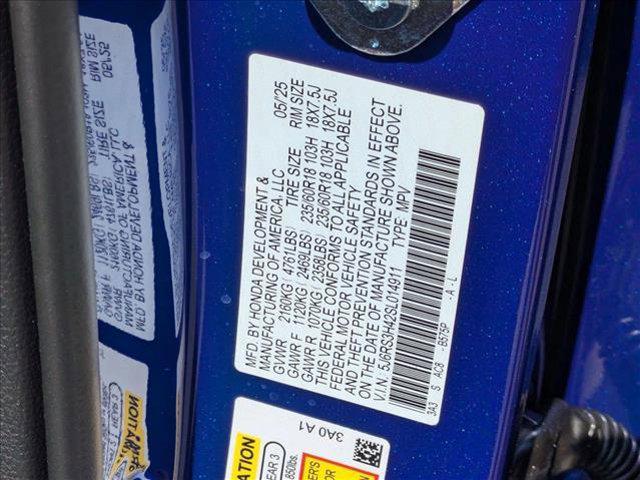 MFD. BY HONDA DEVELOPMENT &
MANUFACTURING OF AMERICA, LLC 05/25
GVWR 2160KG ( 4761LBS) TIRE SIZE RIM SIZE
GAWR F 1120KG ( 2469LBS) 235/60R18 103H 18X7.5J
GAWR R 1070KG ( 2358LBS) 235/60R18 103H 18X7.5J
THIS VEHICLE CONFORMS TO ALL APPLICABLE
FEDERAL MOTOR VEHICLE SAFETY
AND THEFT PREVENTION STANDARDS IN EFFECT
ON THE DATE OF MANUFACTURE SHOWN ABOVE.
V.I.N. 5J6RS3H42SL014911 TYPE: MPV
3A3 S AC8 - B575P - A - L
3A0 A1